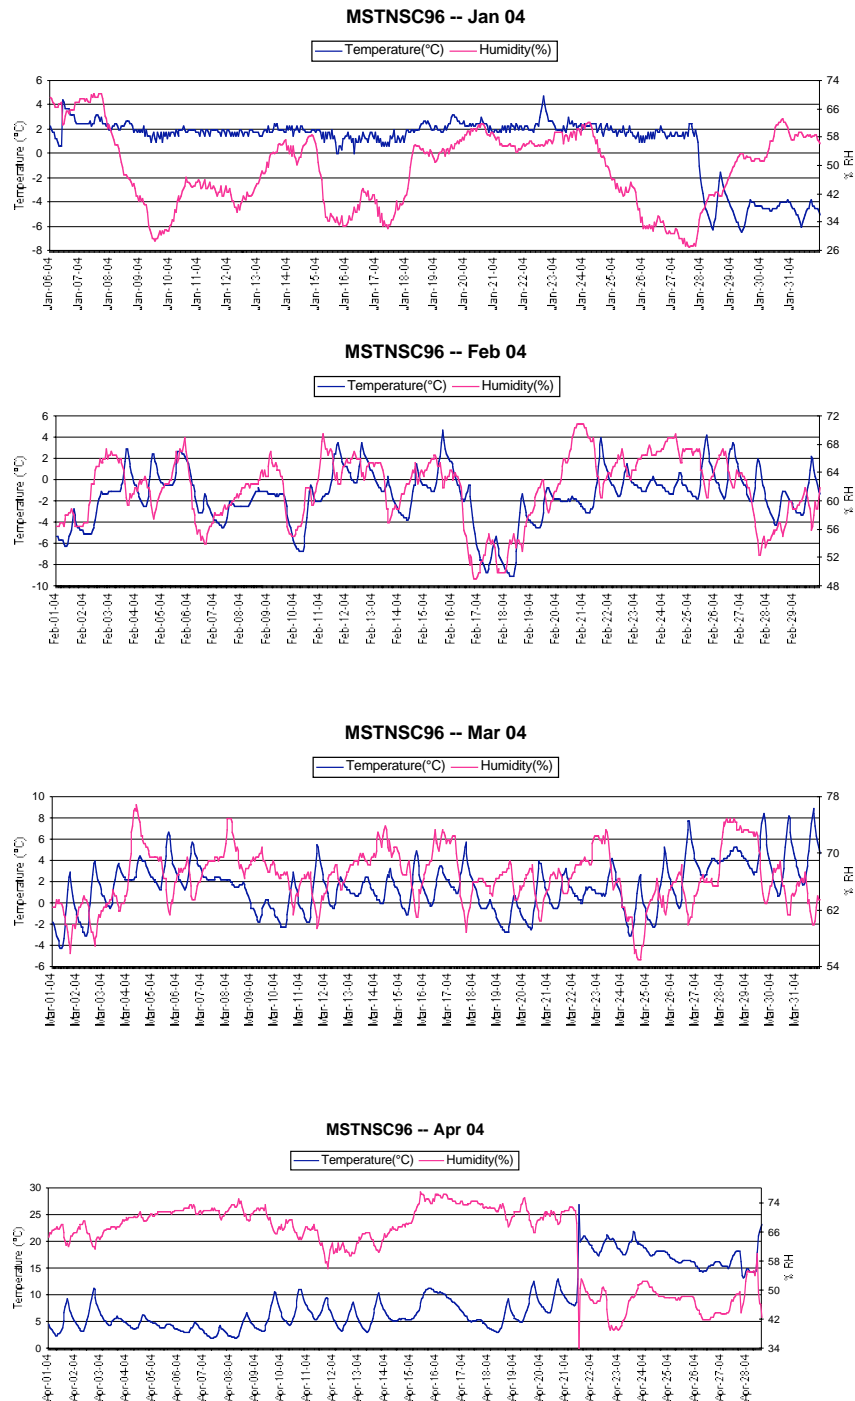 MSTNSC96 -- Jan 04
Temperature(°C) Humidity(%)
Temperature (°C)
6
4
2
0
-2
-4
-6
-8
74
66
58
50
42
34
26
% RH
Jan-06-04 Jan-07-04 Jan-08-04 Jan-09-04 Jan-10-04 Jan-11-04 Jan-12-04 Jan-13-04 Jan-14-04 Jan-15-04 Jan-16-04 Jan-17-04 Jan-18-04 Jan-19-04 Jan-20-04 Jan-21-04 Jan-22-04 Jan-23-04 Jan-24-04 Jan-25-04 Jan-26-04 Jan-27-04 Jan-28-04 Jan-29-04 Jan-30-04 Jan-31-04
MSTNSC96 -- Feb 04
Temperature(°C) Humidity(%)
Temperature (°C)
6
4
2
0
-2
-4
-6
-8
-10
72
68
64
60
56
52
48
% RH
Feb-01-04 Feb-02-04 Feb-03-04 Feb-04-04 Feb-05-04 Feb-06-04 Feb-07-04 Feb-08-04 Feb-09-04 Feb-10-04 Feb-11-04 Feb-12-04 Feb-13-04 Feb-14-04 Feb-15-04 Feb-16-04 Feb-17-04 Feb-18-04 Feb-19-04 Feb-20-04 Feb-21-04 Feb-22-04 Feb-23-04 Feb-24-04 Feb-25-04 Feb-26-04 Feb-27-04 Feb-28-04 Feb-29-04
MSTNSC96 -- Mar 04
Temperature(°C) Humidity(%)
Temperature (°C)
10
8
6
4
2
0
-2
-4
-6
78
70
62
54
% RH
Mar-01-04 Mar-02-04 Mar-03-04 Mar-04-04 Mar-05-04 Mar-06-04 Mar-07-04 Mar-08-04 Mar-09-04 Mar-10-04 Mar-11-04 Mar-12-04 Mar-13-04 Mar-14-04 Mar-15-04 Mar-16-04 Mar-17-04 Mar-18-04 Mar-19-04 Mar-20-04 Mar-21-04 Mar-22-04 Mar-23-04 Mar-24-04 Mar-25-04 Mar-26-04 Mar-27-04 Mar-28-04 Mar-29-04 Mar-30-04 Mar-31-04
MSTNSC96 -- Apr 04
Temperature(°C) Humidity(%)
Temperature (°C)
30
25
20
15
10
5
0
74
66
58
50
42
34
% RH
Apr-01-04 Apr-02-04 Apr-03-04 Apr-04-04 Apr-05-04 Apr-06-04 Apr-07-04 Apr-08-04 Apr-09-04 Apr-10-04 Apr-11-04 Apr-12-04 Apr-13-04 Apr-14-04 Apr-15-04 Apr-16-04 Apr-17-04 Apr-18-04 Apr-19-04 Apr-20-04 Apr-21-04 Apr-22-04 Apr-23-04 Apr-24-04 Apr-25-04 Apr-26-04 Apr-27-04 Apr-28-04